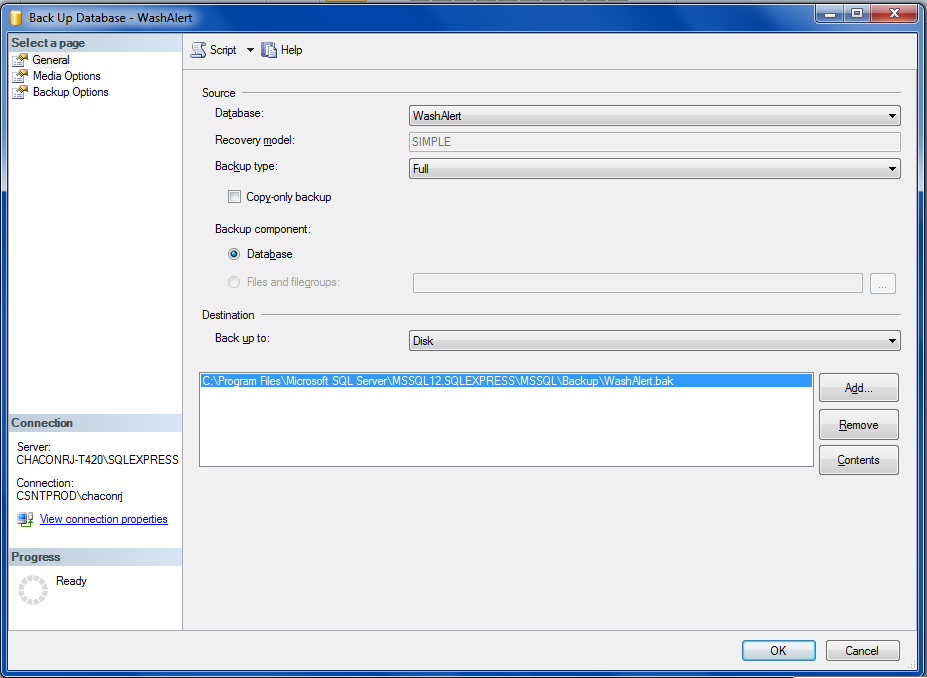 Back Up Database - WashAlert
Select a page
General
Media Options
Backup Options
Script
Help
Source
Database:
WashAlert
Recovery model:
SIMPLE
Backup type:
Full
Copy-only backup
Backup component:
Database
Files and filegroups:
...
Destination
Back up to:
Disk
C:\Program Files\Microsoft SQL Server\MSSQL12.SQLEXPRESS\MSSQL\Backup\WashAlert.bak
Add...
Remove
Contents
Connection
Server:
CHACONRJ-T420\SQLEXPRESS
Connection:
CSNTPROD\chaconrj
View connection properties
Progress
Ready
OK
Cancel